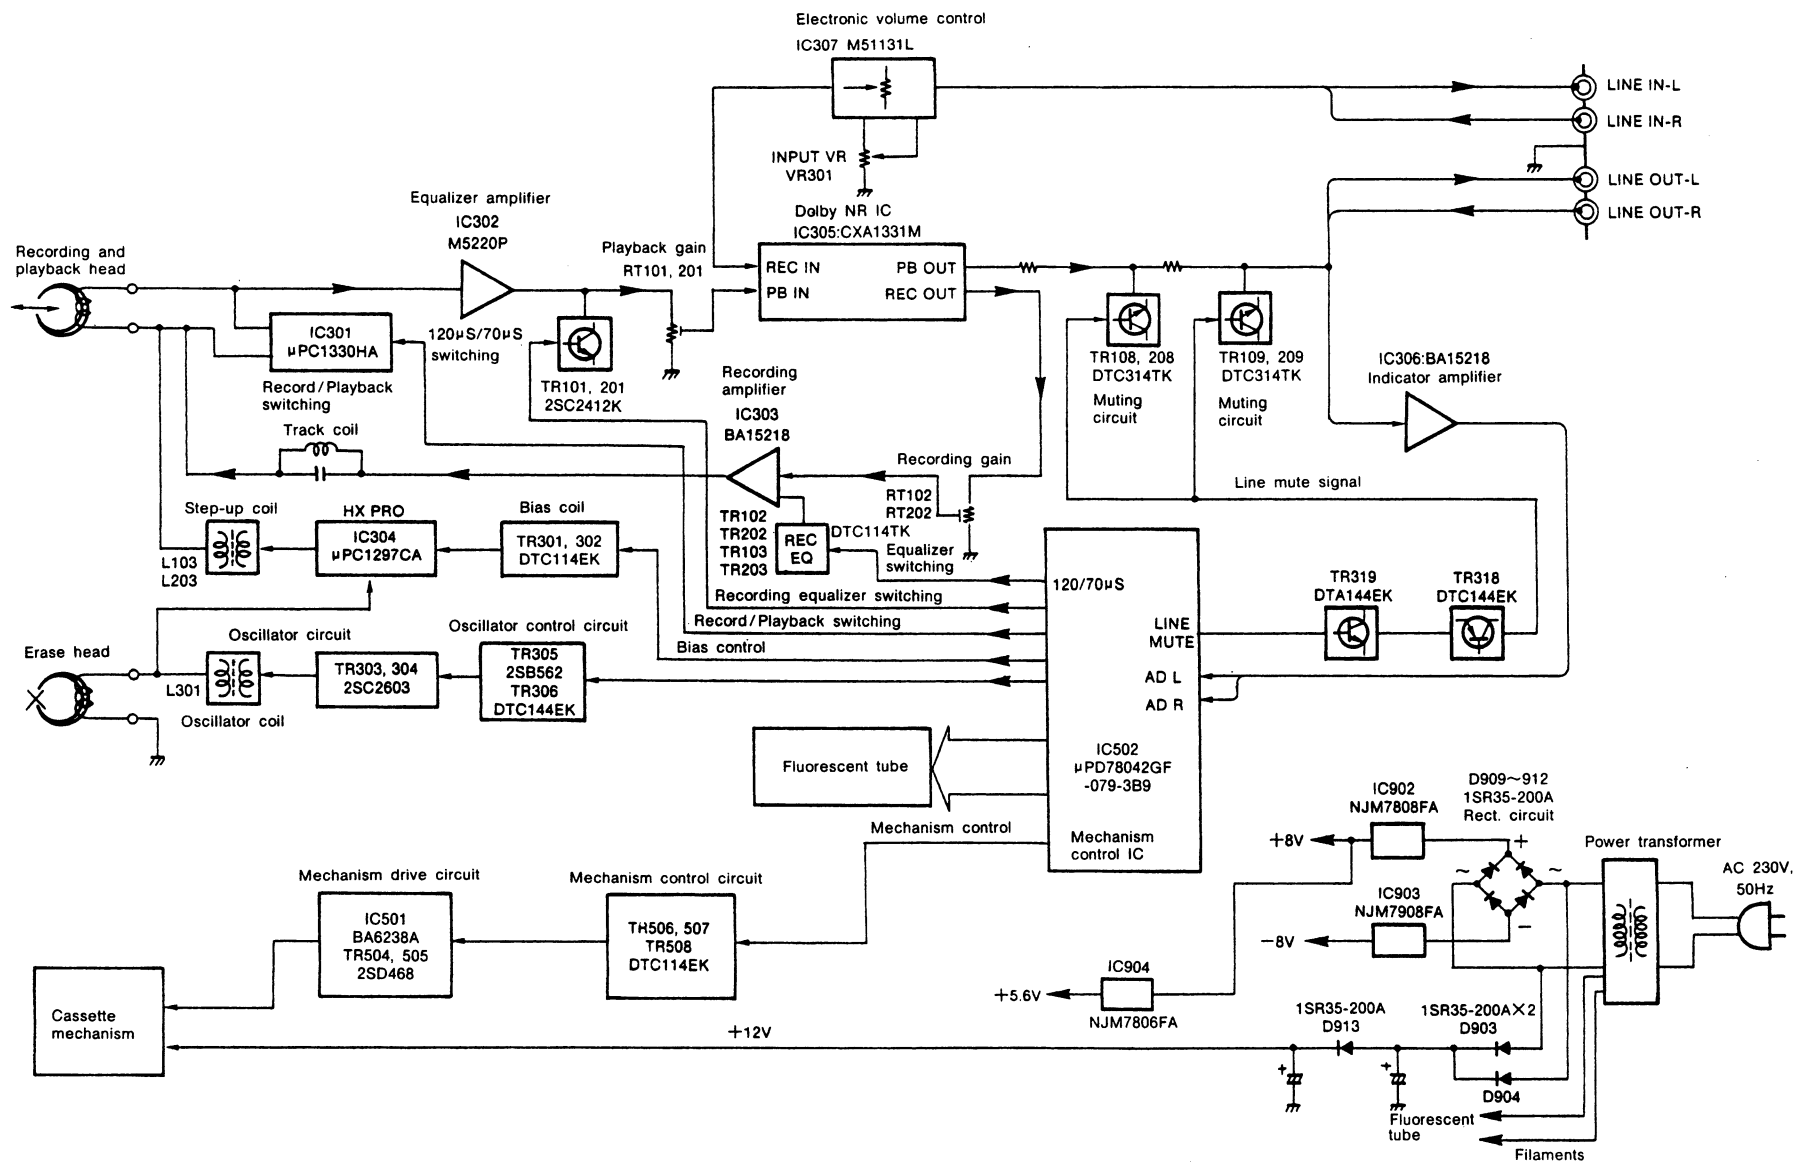 Electronic volume control
IC307 M51131L
LINE IN-L
LINE IN-R
INPUT VR
VR301
LINE OUT-L
LINE OUT-R
Equalizer amplifier
IC302
M5220P
Dolby NR IC
IC305:CXA1331M
Recording and
playback head
Playback gain
RT101, 201
REC IN
PB OUT
PB IN
REC OUT
IC301
μPC1330HA
120μS/70μS
switching
Record/Playback
switching
TR101, 201
2SC2412K
TR108, 208
DTC314TK
Muting
circuit
TR109, 209
DTC314TK
Muting
circuit
IC306:BA15218
Indicator amplifier
Recording
amplifier
IC303
BA15218
Track coil
Recording gain
RT102
RT202
Line mute signal
Step-up coil
HX PRO
Bias coil
IC304
μPC1297CA
TR301, 302
DTC114EK
L103
L203
TR102
TR202
TR103
TR203
REC
EQ
DTC114TK
Equalizer
switching
120/70μS
Recording equalizer switching
Record/Playback switching
Bias control
LINE
MUTE
AD L
AD R
TR319
DTA144EK
TR318
DTC144EK
Erase head
Oscillator circuit
Oscillator control circuit
L301
TR303, 304
2SC2603
TR305
2SB562
TR306
DTC144EK
Oscillator coil
Fluorescent tube
IC502
μPD78042GF
-079-3B9
Mechanism control
Mechanism
control IC
IC902
NJM7808FA
D909~912
1SR35-200A
Rect. circuit
+8V
+
~
~
−
Power transformer
AC 230V,
50Hz
IC903
NJM7908FA
−8V
Mechanism drive circuit
Mechanism control circuit
IC501
BA6238A
TR504, 505
2SD468
TR506, 507
TR508
DTC114EK
IC904
+5.6V
NJM7806FA
Cassette
mechanism
+12V
1SR35-200A
D913
1SR35-200A×2
D903
+
+
D904
Fluorescent
tube
Filaments